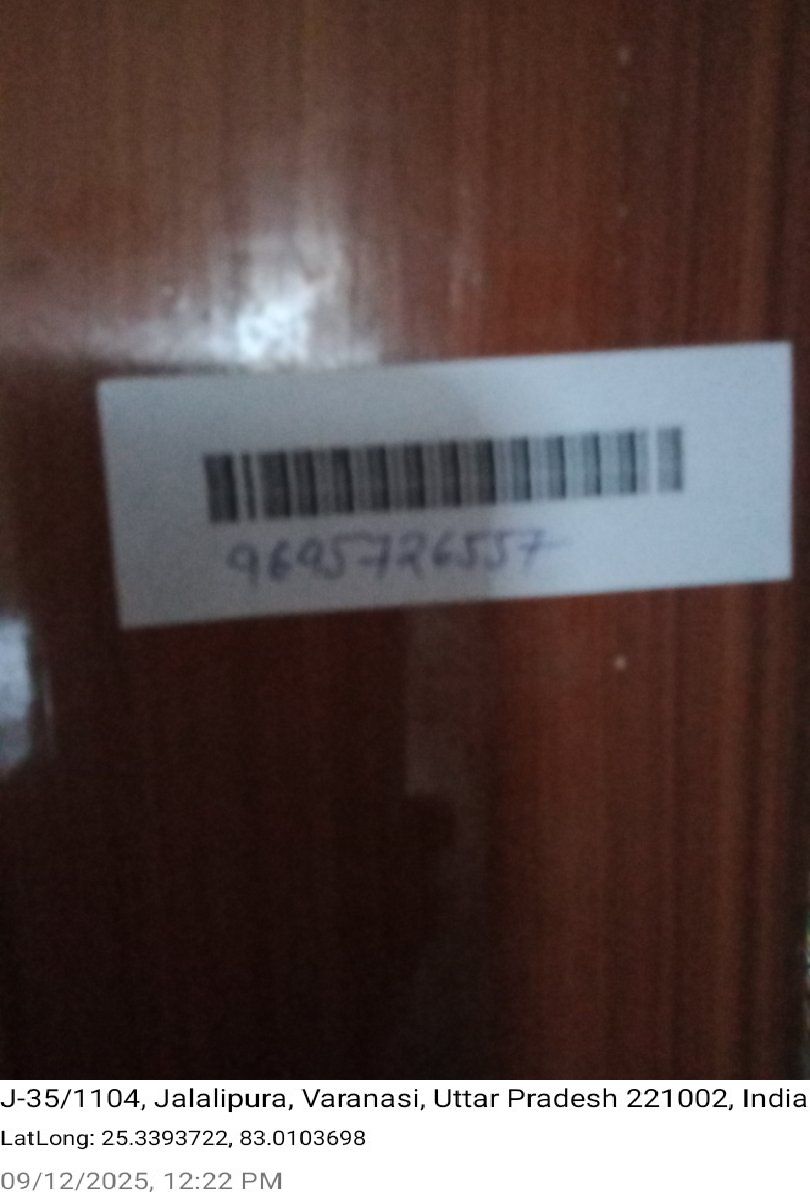 9695726557
J-35/1104, Jalalipura, Varanasi, Uttar Pradesh 221002, India
LatLong: 25.3393722, 83.0103698
09/12/2025, 12:22 PM